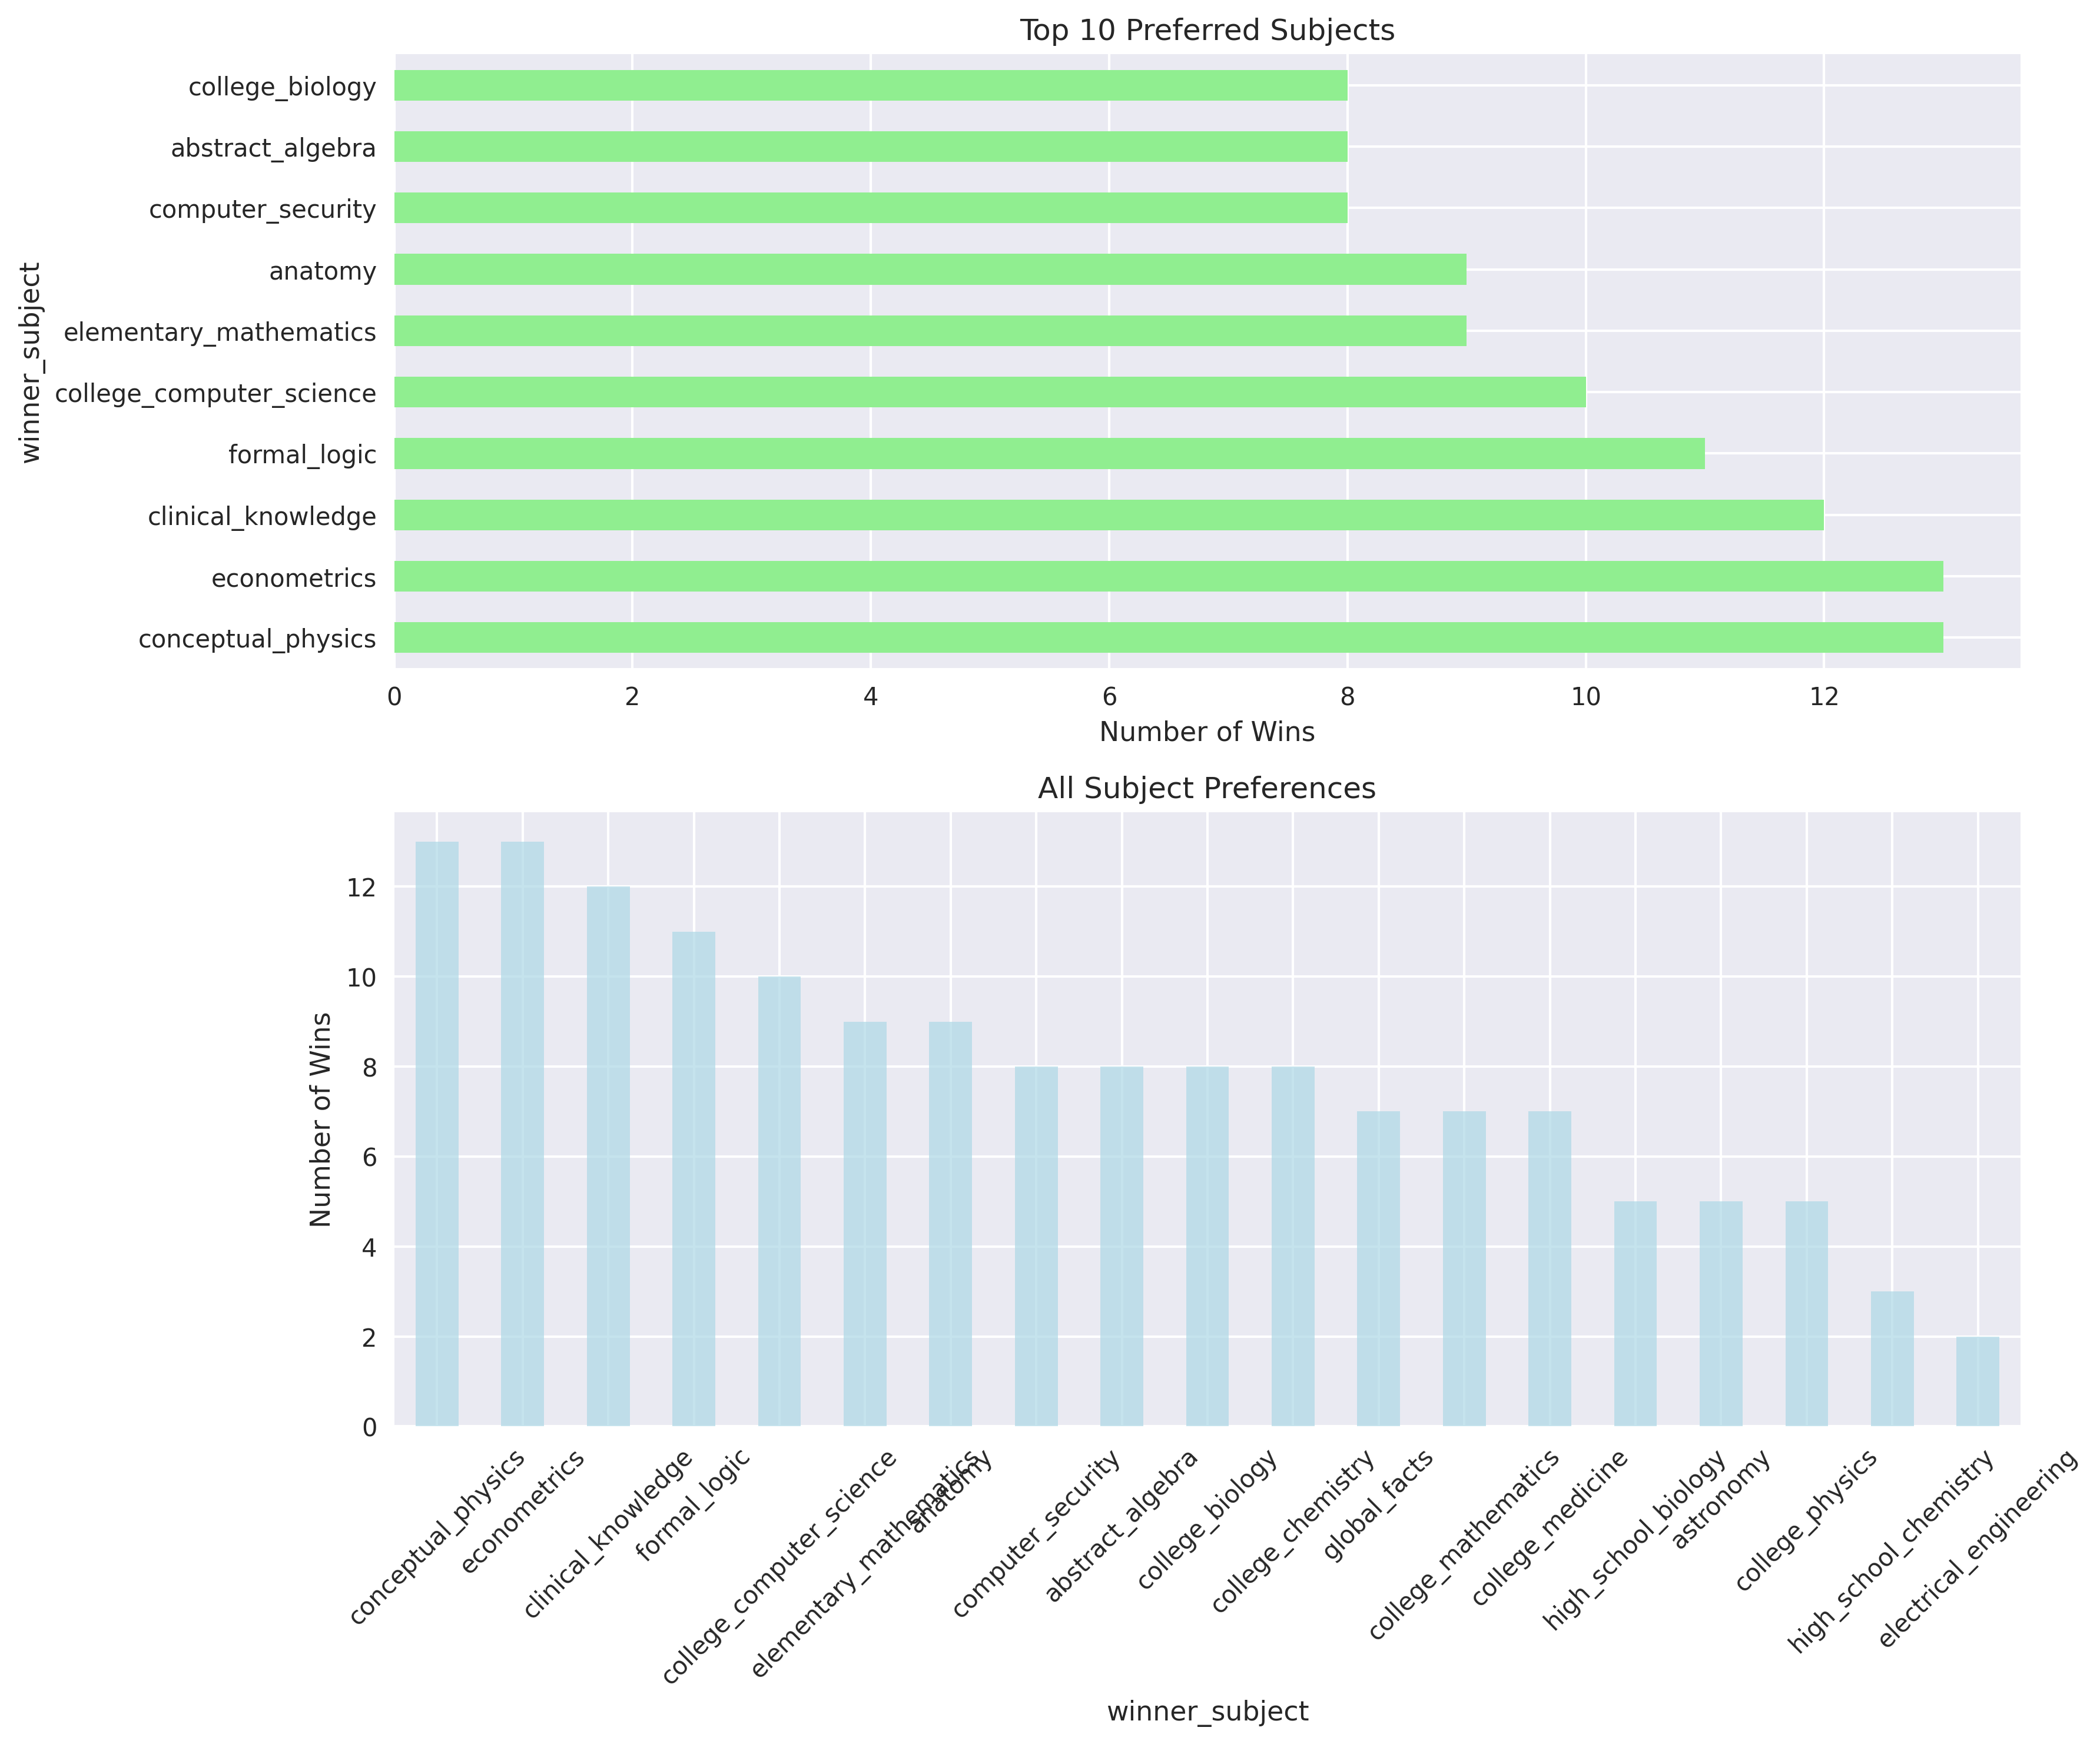 Top 10 Preferred Subjects
winner_subject
college_biology
abstract_algebra
computer_security
anatomy
elementary_mathematics
college_computer_science
formal_logic
clinical_knowledge
econometrics
conceptual_physics
0 2 4 6 8 10 12
Number of Wins
All Subject Preferences
Number of Wins
12
10
8
6
4
2
0
conceptual_physics
econometrics
clinical_knowledge
formal_logic
college_computer_science
elementary_mathematics
anatomy
computer_security
abstract_algebra
college_biology
college_chemistry
global_facts
college_mathematics
college_medicine
high_school_biology
astronomy
college_physics
high_school_chemistry
electrical_engineering
winner_subject